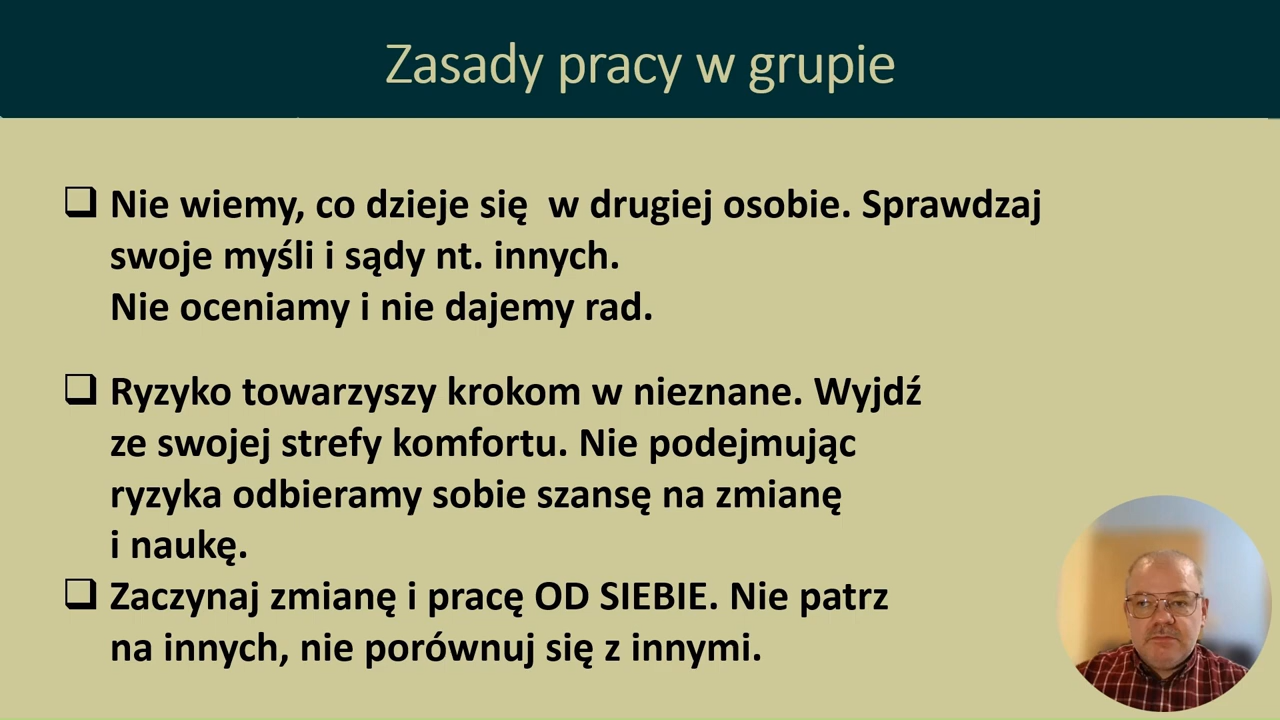 Zasady pracy w grupie
Nie wiemy, co dzieje się w drugiej osobie. Sprawdzaj
swoje myśli i sądy nt. innych.
Nie oceniamy i nie dajemy rad.
Ryzyko towarzyszy krokom w nieznane. Wyjdź
ze swojej strefy komfortu. Nie podejmując
ryzyka odbieramy sobie szansę na zmianę
i naukę.
Zaczynaj zmianę i pracę OD SIEBIE. Nie patrz
na innych, nie porównuj się z innymi.